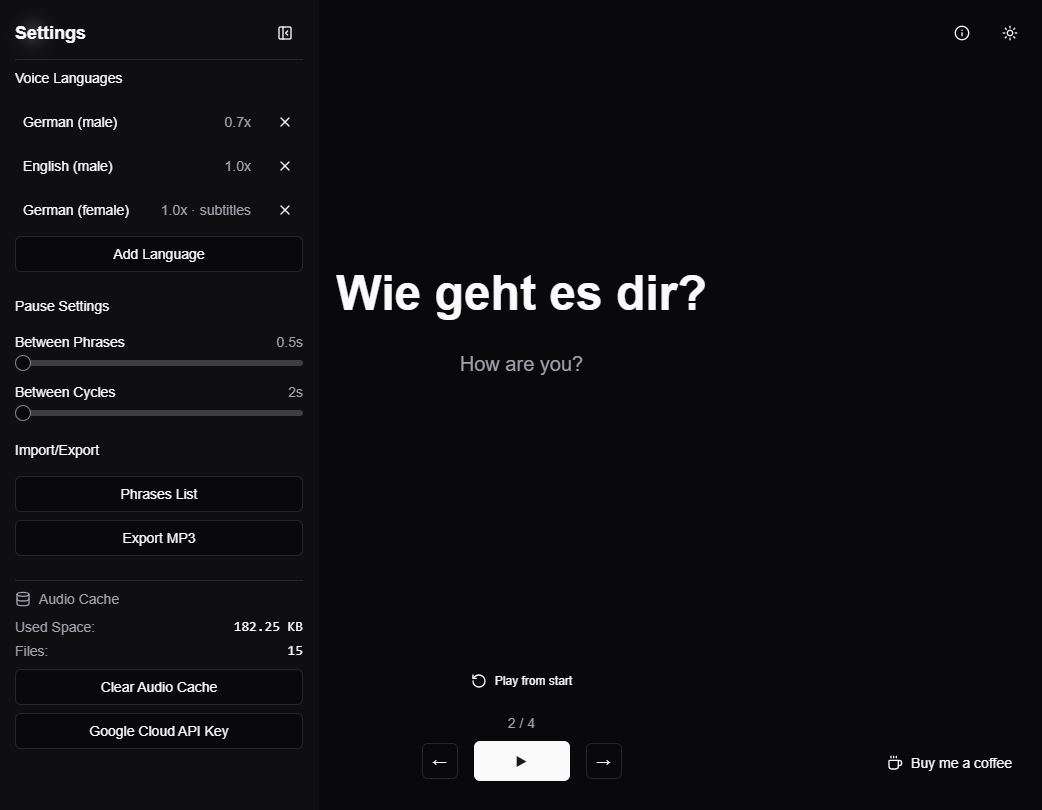 Settings
Voice Languages
German (male) 0.7x
English (male) 1.0x
German (female) 1.0x · subtitles
Add Language
Pause Settings
Between Phrases 0.5s
Between Cycles 2s
Import/Export
Phrases List
Export MP3
Audio Cache
Used Space: 182.25 KB
Files: 15
Clear Audio Cache
Google Cloud API Key
Wie geht es dir?
How are you?
Play from start
2 / 4
Buy me a coffee